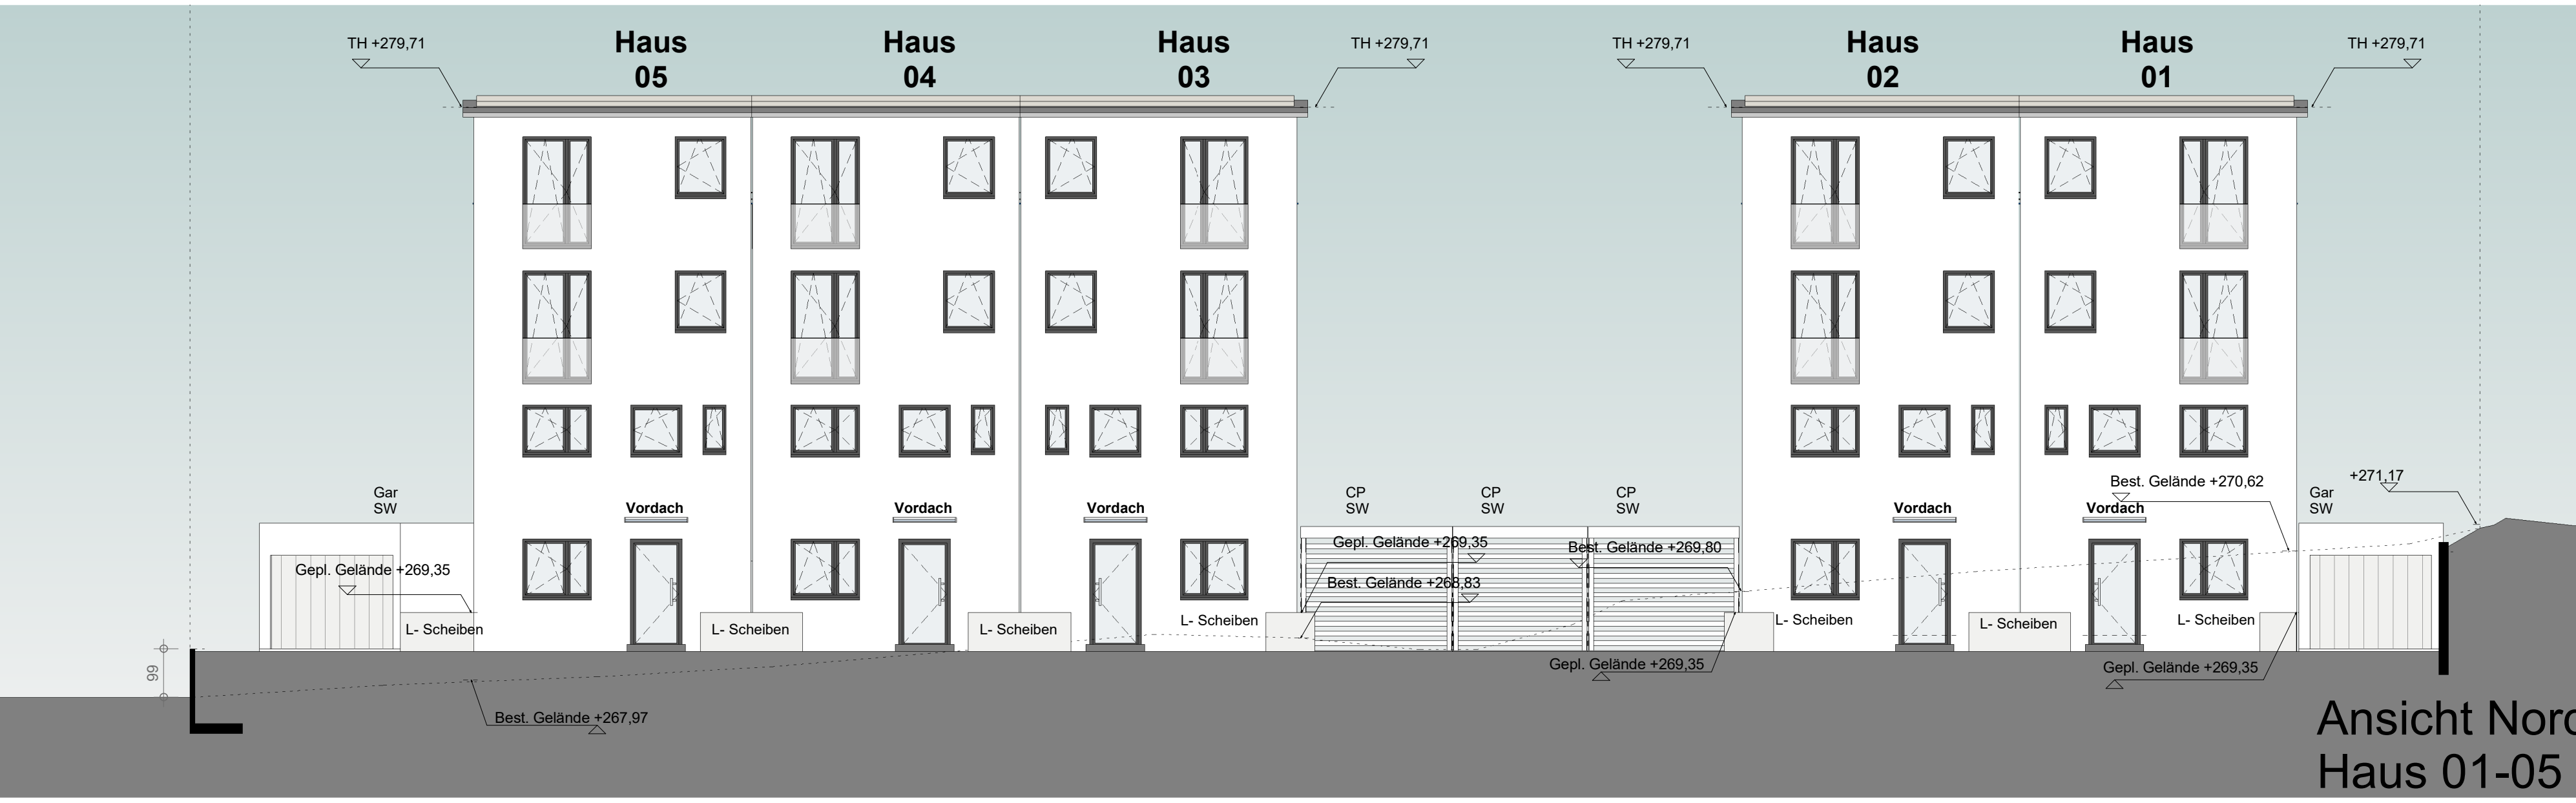 Haus
05
Haus
04
Haus
03
Haus
02
Haus
01
TH +279,71
TH +279,71
TH +279,71
TH +279,71
Gar
SW
CP
SW
CP
SW
CP
SW
Gar
SW
+271,17
Best. Gelände +270,62
Vordach
Vordach
Vordach
Vordach
Vordach
Gepl. Gelände +269,35
Gepl. Gelände +269,35
Best. Gelände +269,80
Best. Gelände +268,83
L- Scheiben
L- Scheiben
L- Scheiben
L- Scheiben
L- Scheiben
L- Scheiben
L- Scheiben
Gepl. Gelände +269,35
Gepl. Gelände +269,35
99
Best. Gelände +267,97
Ansicht Nord
Haus 01-05